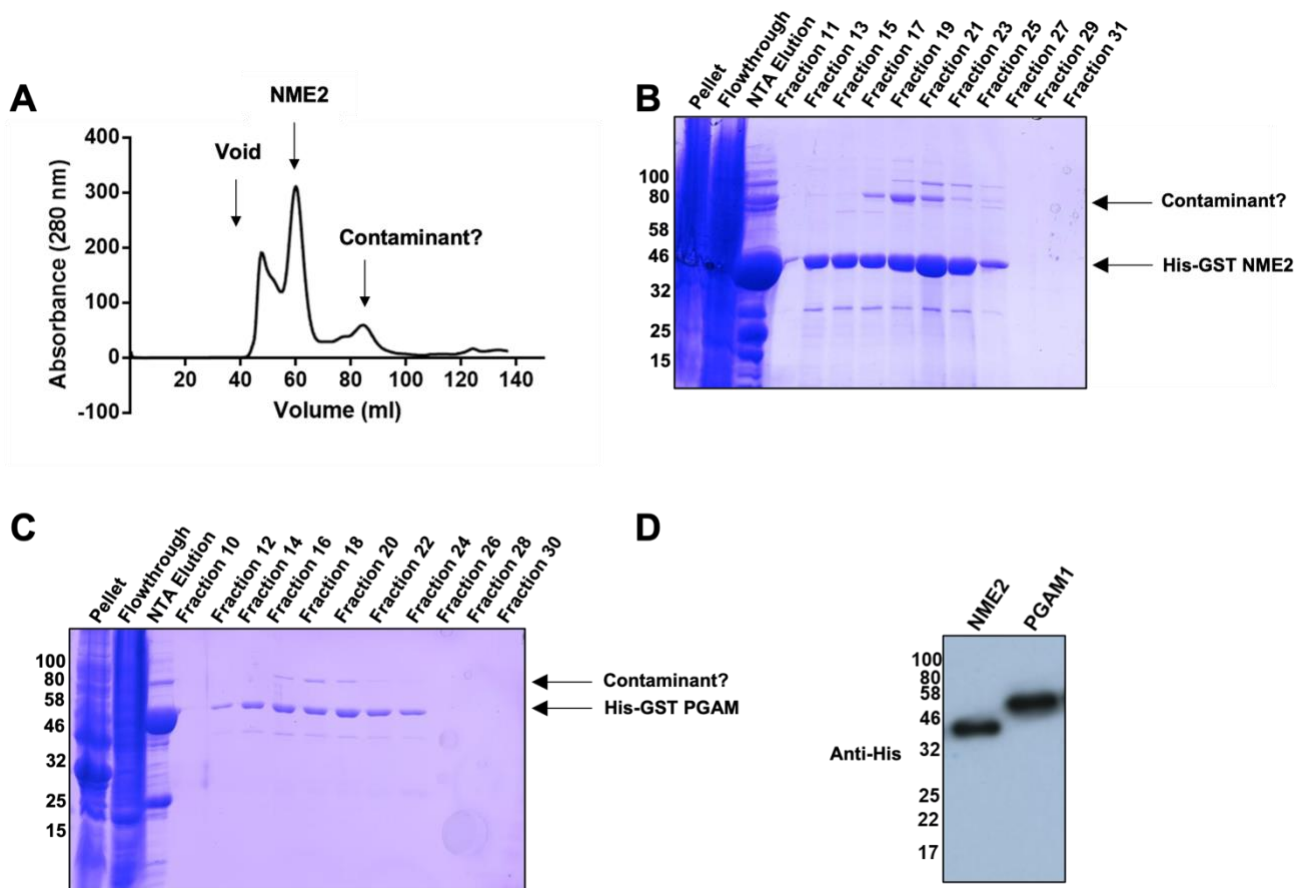 A
NME2
Void
Contaminant?
400
300
200
100
0
-100
20
40
60
80
100
120
140
Absorbance (280 nm)
Volume (ml)
B
Pellet
Flowthrough
NTA Elution
Fraction 11
Fraction 13
Fraction 15
Fraction 17
Fraction 19
Fraction 21
Fraction 23
Fraction 25
Fraction 27
Fraction 29
Fraction 31
100
80
58
46
32
25
15
Contaminant?
His-GST NME2
C
Pellet
Flowthrough
NTA Elution
Fraction 10
Fraction 12
Fraction 14
Fraction 16
Fraction 18
Fraction 20
Fraction 22
Fraction 24
Fraction 26
Fraction 28
Fraction 30
100
80
58
46
32
25
15
Contaminant?
His-GST PGAM
D
NME2
PGAM1
100
80
58
46
32
25
22
17
Anti-His